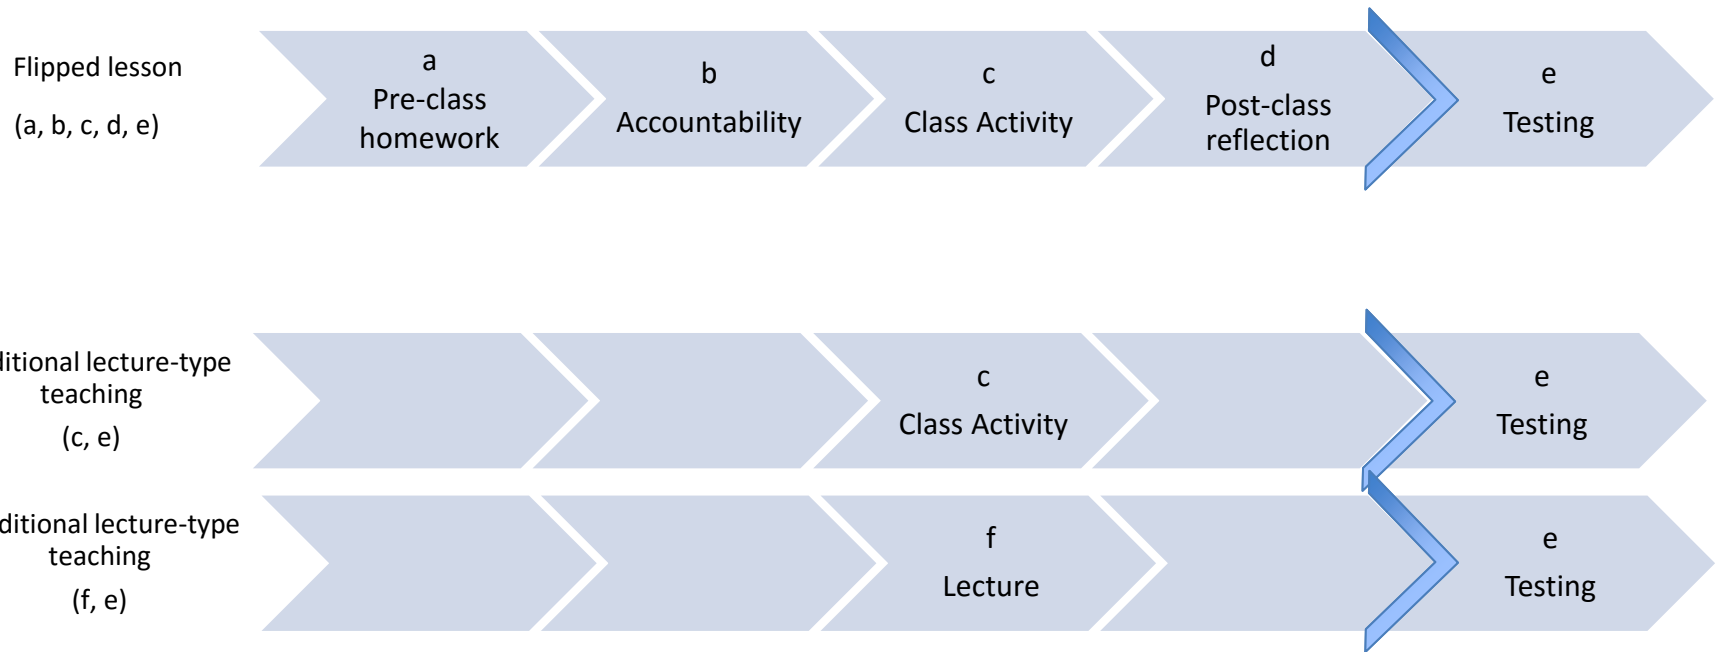 Flipped lesson
(a, b, c, d, e)
a
Pre-class
homework
b
Accountability
c
Class Activity
d
Post-class
reflection
e
Testing
ditional lecture-type
teaching
(c, e)
c
Class Activity
e
Testing
ditional lecture-type
teaching
(f, e)
f
Lecture
e
Testing